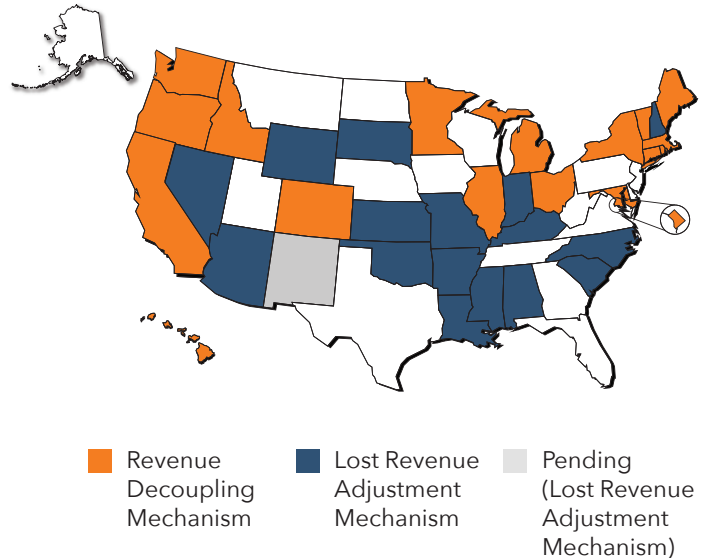 Revenue
Decoupling
Mechanism
Lost Revenue
Adjustment
Mechanism
Pending
(Lost Revenue
Adjustment
Mechanism)